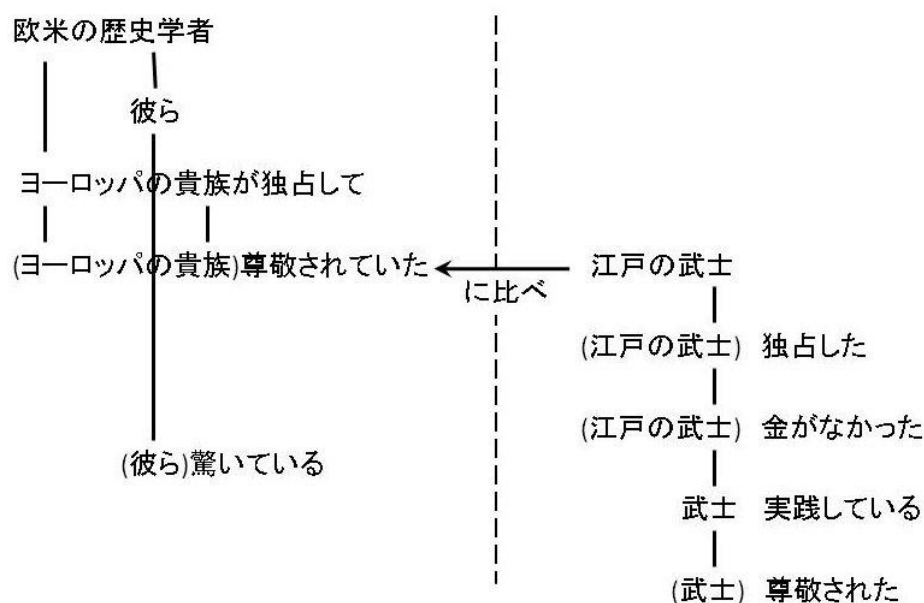 欧米の歴史学者
彼ら
ヨーロッパの貴族が独占して
(ヨーロッパの貴族)尊敬されていた
に比べ
江戸の武士
(江戸の武士) 独占した
(江戸の武士) 金がなかった
(彼ら)驚いている
武士 実践している
(武士) 尊敬された